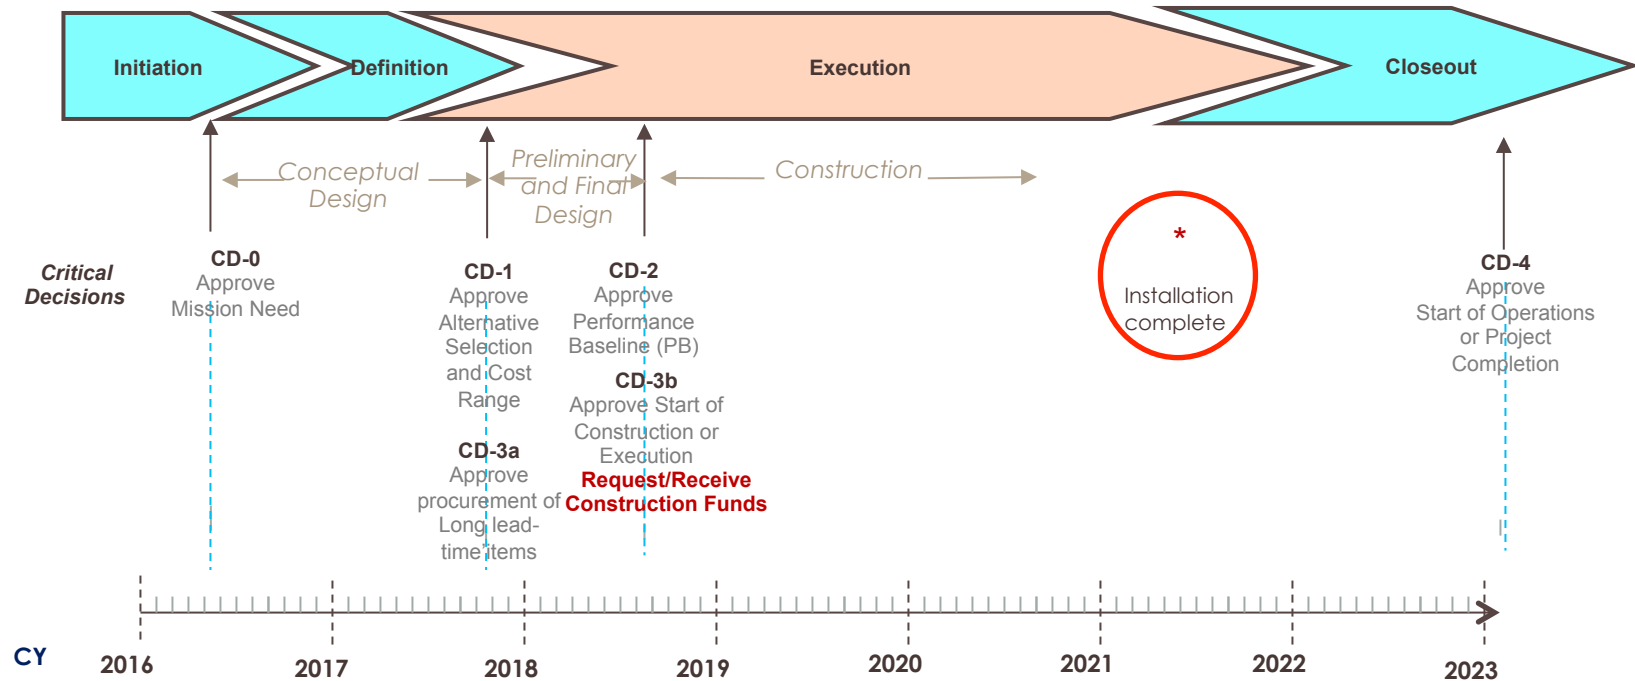 Initiation
Definition
Execution
Closeout
Conceptual
Design
Preliminary
and Final
Design
Construction
Critical
Decisions
CD-0
Approve
Mission Need
CD-1
Approve
Alternative
Selection
and Cost
Range
CD-3a
Approve
procurement of
Long lead-
time items
CD-2
Approve
Performance
Baseline (PB)
CD-3b
Approve Start of
Construction or
Execution
Request/Receive
Construction Funds
*
Installation
complete
CD-4
Approve
Start of Operations
or Project
Completion
CY
2016
2017
2018
2019
2020
2021
2022
2023